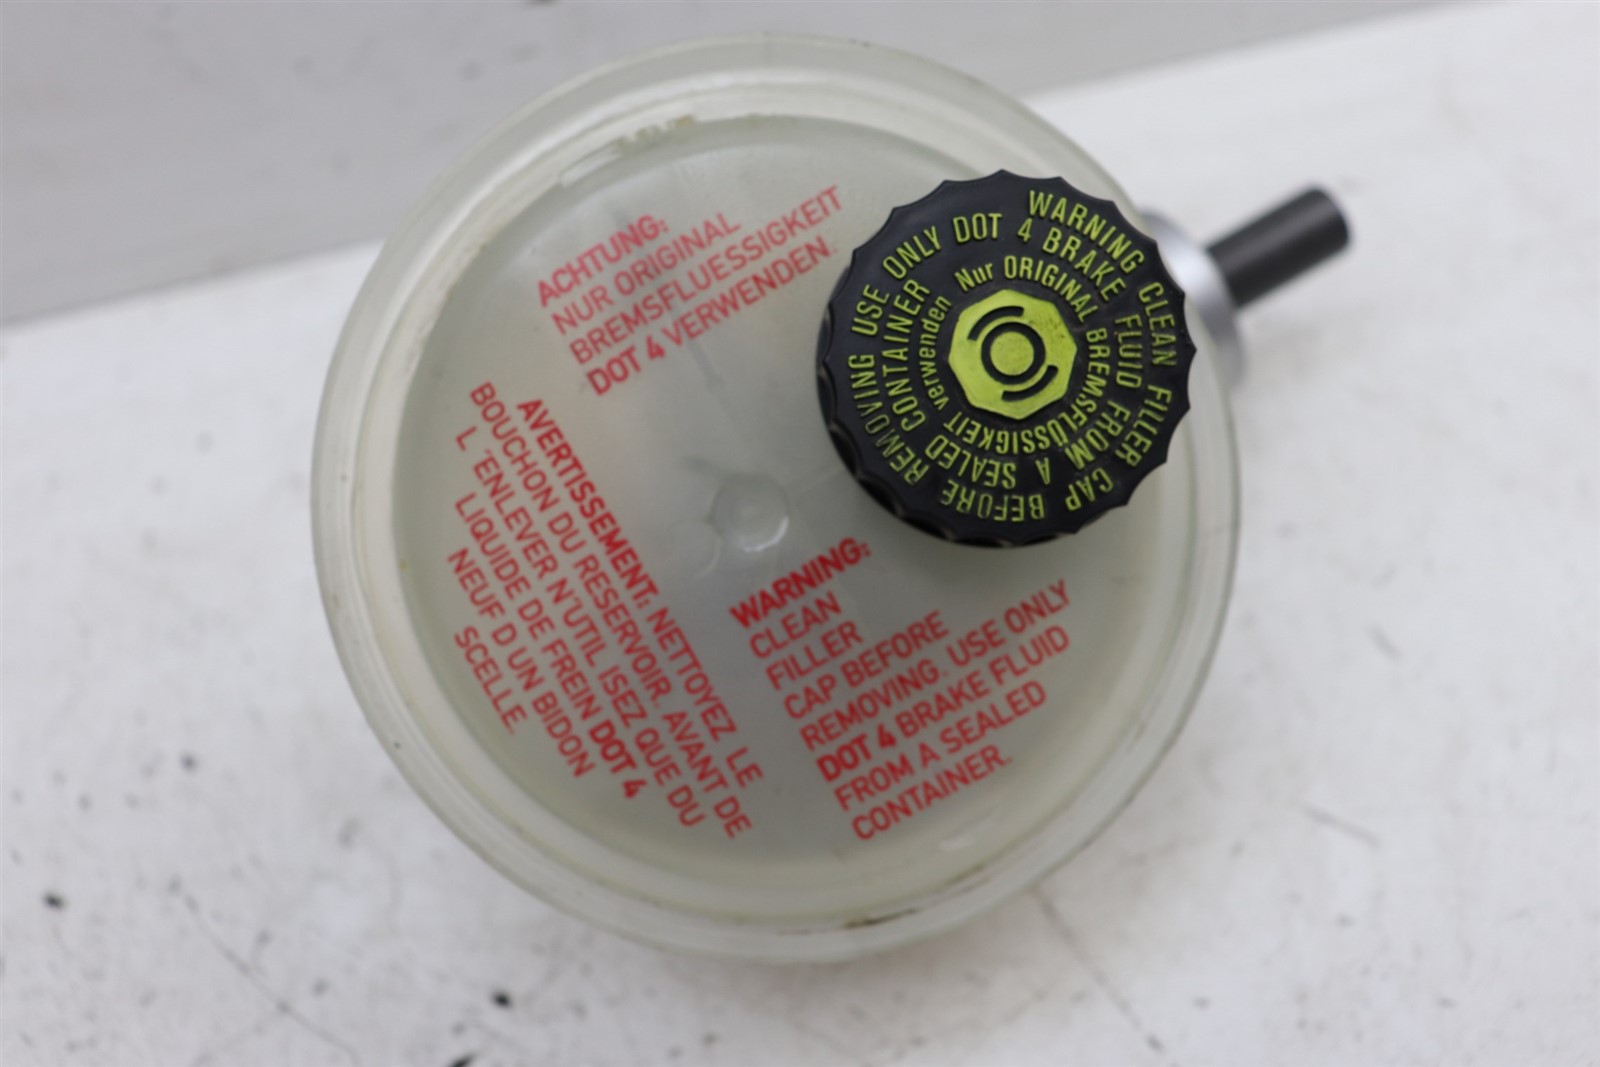 ACHTUNG:
NUR ORIGINAL
BREMSFLUESSIGKEIT
DOT 4 VERWENDEN.
AVERTISSEMENT: NETTOYEZ LE
BOUCHON DU RESERVOIR AVANT DE
L 'ENLEVER N'UTIL ISEZ QUE DU
LIQUIDE DE FREIN DOT 4
NEUF D UN BIDON
SCELLE.
WARNING:
CLEAN
FILLER
CAP BEFORE
REMOVING. USE ONLY
DOT 4 BRAKE FLUID
FROM A SEALED
CONTAINER.
WARNING CLEAN FILLER CAP BEFORE REMOVING USE ONLY DOT
4 BRAKE FLUID FROM A SEALED CONTAINER
Nur ORIGINAL BREMSFLÜSSIGKEIT verwenden